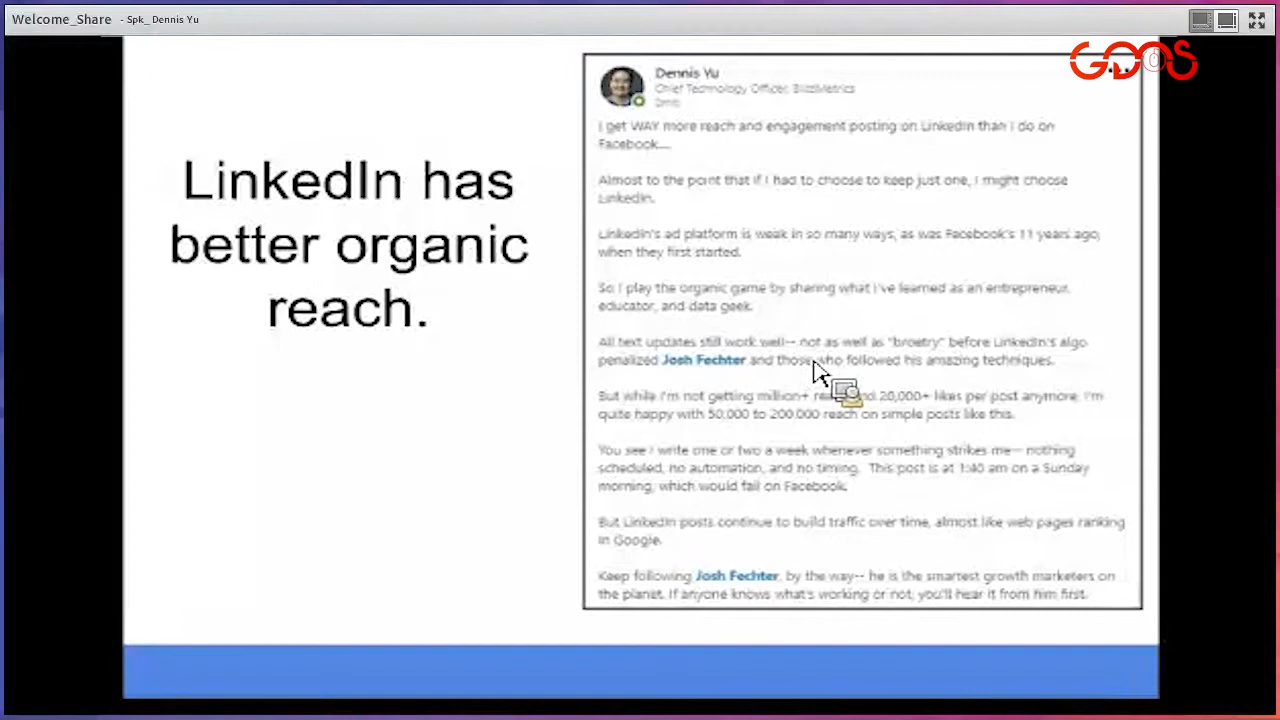 Welcome_Share - Spk_ Dennis Yu
GDDS
LinkedIn has
better organic
reach.
Dennis Yu
Chief Technology Officer, BlitzMetrics
I get WAY more reach and engagement posting on LinkedIn than I do on
Facebook....
Almost to the point that if I had to choose to keep just one, I might choose
LinkedIn.
LinkedIn's ad platform is weak in so many ways, as was Facebook's 11 years ago,
when they first started.
So I play the organic game by sharing what I've learned as an entrepreneur,
educator, and data geek.
All text updates still work well-- not as well as "broetry" before LinkedIn's algo
penalized Josh Fechter and those who followed his amazing techniques.
But while I'm not getting million+ 20,000+ likes per post anymore, I'm
quite happy with 50,000 to 200,000 reach on simple posts like this.
You see I write one or two a week whenever something strikes me-- nothing
scheduled, no automation, and no timing. This post is at 1:40 am on a Sunday
morning, which would fail on Facebook.
But LinkedIn posts continue to build traffic over time, almost like web pages ranking
in Google.
Keep following Josh Fechter, by the way-- he is the smartest growth marketers on
the planet. If anyone knows what's working or not, you'll hear it from him first.